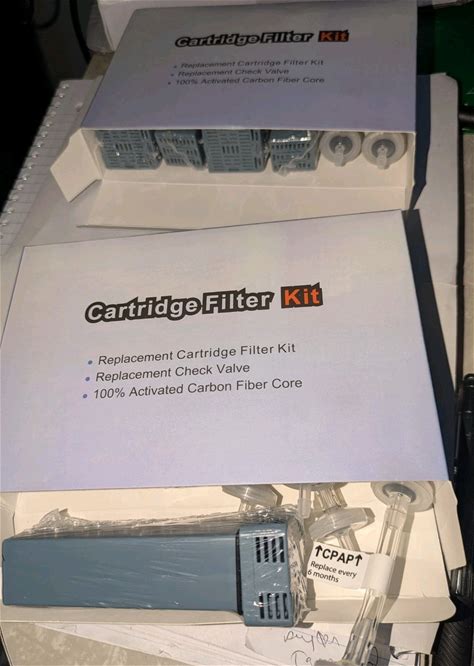 Cartridge Filter Kit
• Replacement Cartridge Filter Kit
• Replacement Check Valve
• 100% Activated Carbon Fiber Core
Cartridge Filter Kit
• Replacement Cartridge Filter Kit
• Replacement Check Valve
• 100% Activated Carbon Fiber Core
↑CPAP↑
Replace every
6 months